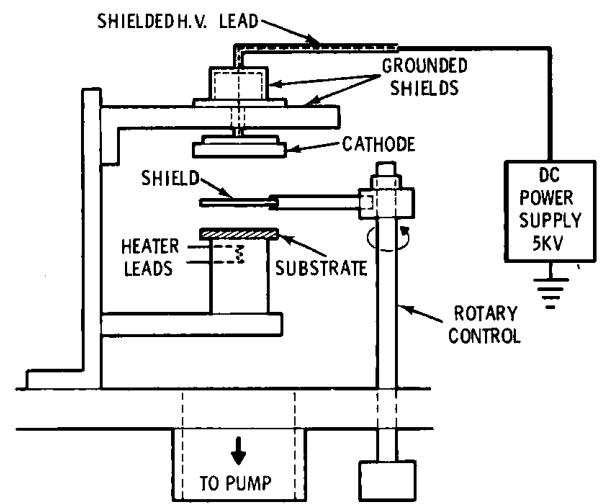 SHIELDED H.V. LEAD
GROUNDED
SHIELDS
CATHODE
SHIELD
DC
POWER
SUPPLY
5KV
HEATER
LEADS
SUBSTRATE
ROTARY
CONTROL
TO PUMP